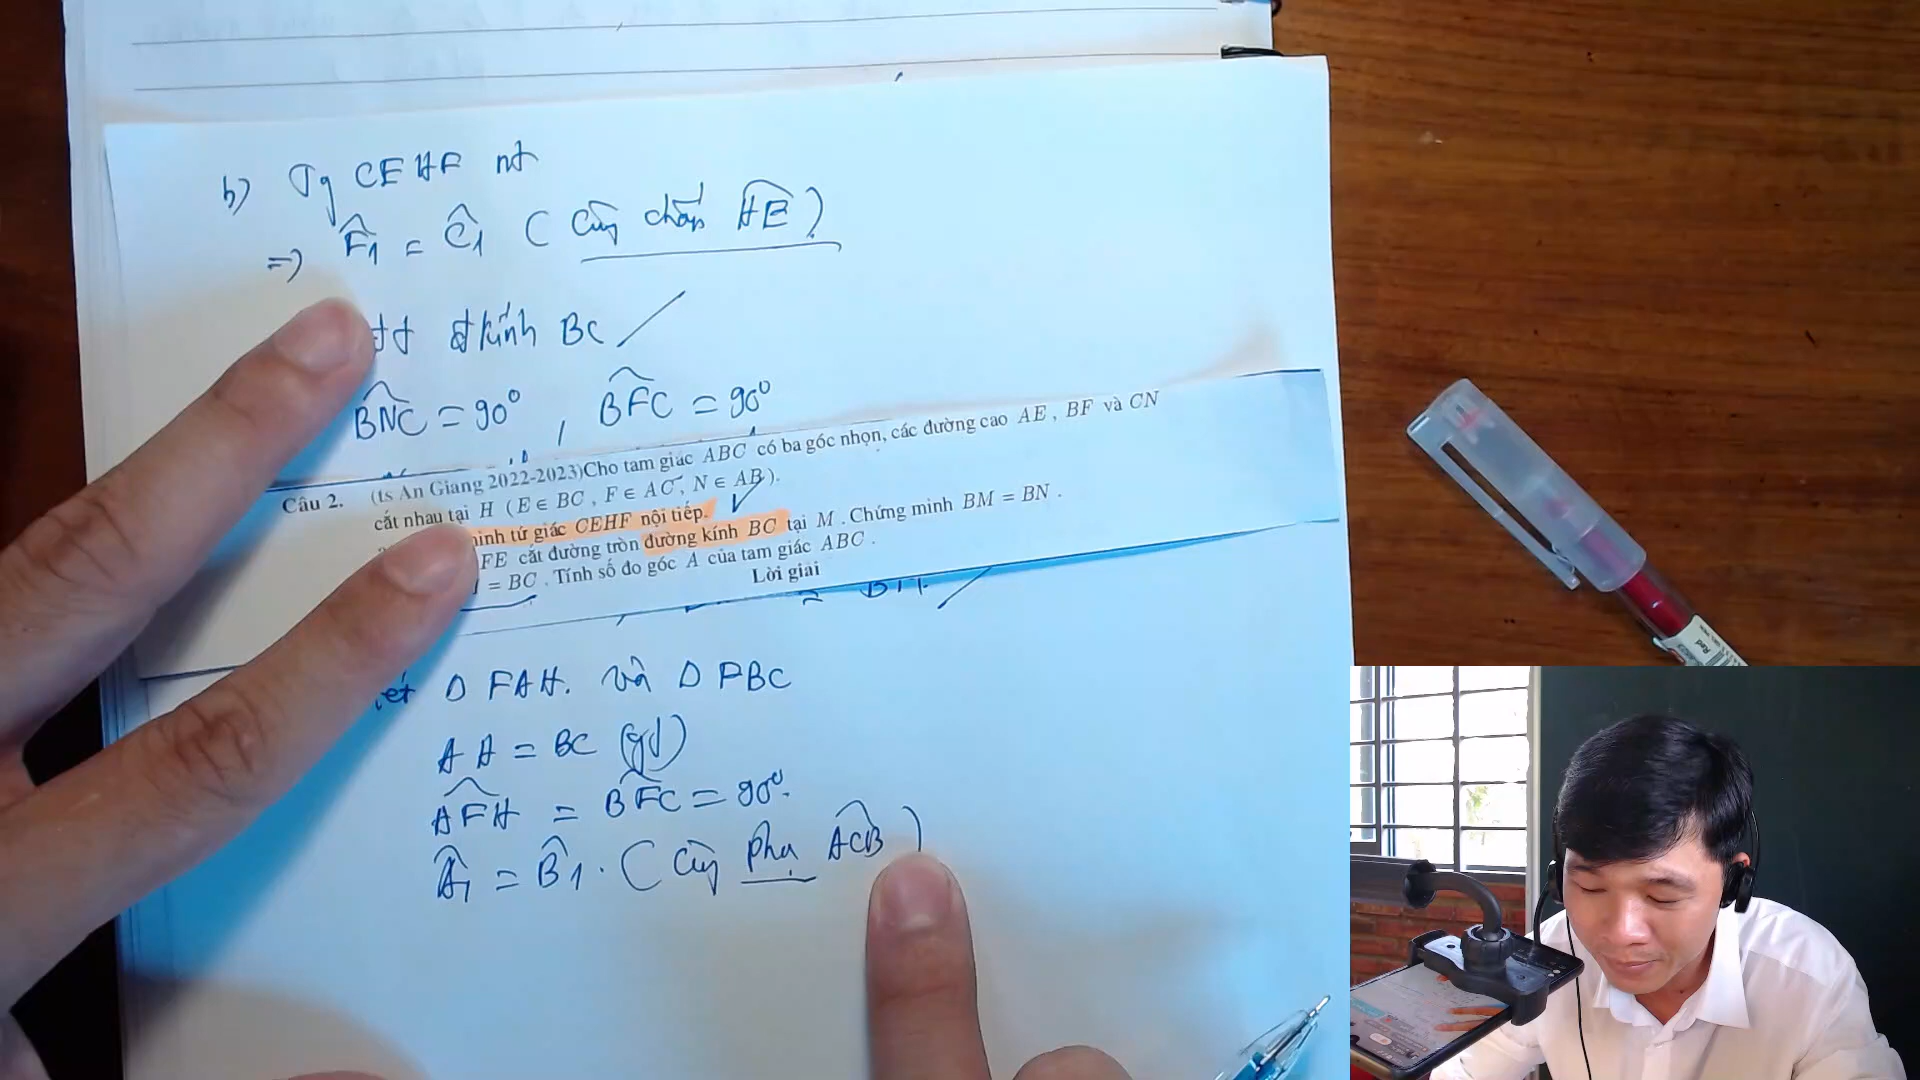 b) Tg CEHF nt
=> F̂1 = Ĉ1 ( cùng chắn HE )
đkính BC
BNC = 90° , BFC = 90°
Câu 2. (ts An Giang 2022-2023)Cho tam giác ABC có ba góc nhọn, các đường cao AE , BF và CN
cắt nhau tại H ( E ∈ BC , F ∈ AC , N ∈ AB ).
minh tứ giác CEHF nội tiếp.
FE cắt đường tròn đường kính BC tại M . Chứng minh BM = BN .
= BC . Tính số đo góc A của tam giác ABC .
Lời giải
Δ FAH. và Δ FBC
AH = BC (gt)
AFH = BFC = 90°.
Â1 = B̂1 . ( cùng phụ ACB )
Red